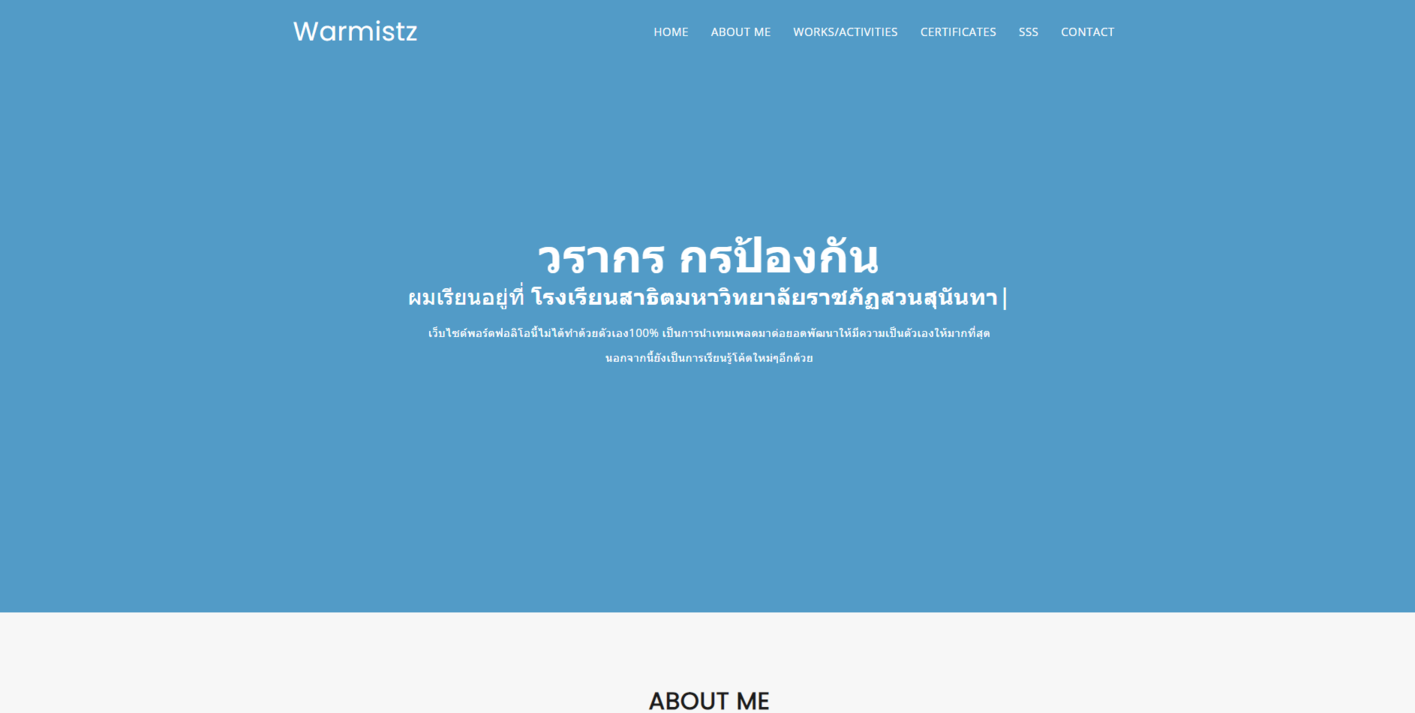 Warmistz
HOME ABOUT ME WORKS/ACTIVITIES CERTIFICATES SSS CONTACT
วรากร กรป้องกัน
ผมเรียนอยู่ที่ โรงเรียนสาธิตมหาวิทยาลัยราชภัฏสวนสุนันทา|
เว็บไซต์พอร์ตฟอลิโอนี้ไม่ได้ทำด้วยตัวเอง100% เป็นการนำเทมเพลตมาต่อยอดพัฒนาให้มีความเป็นตัวเองให้มากที่สุด
นอกจากนี้ยังเป็นการเรียนรู้โค้ดใหม่ๆอีกด้วย
ABOUT ME